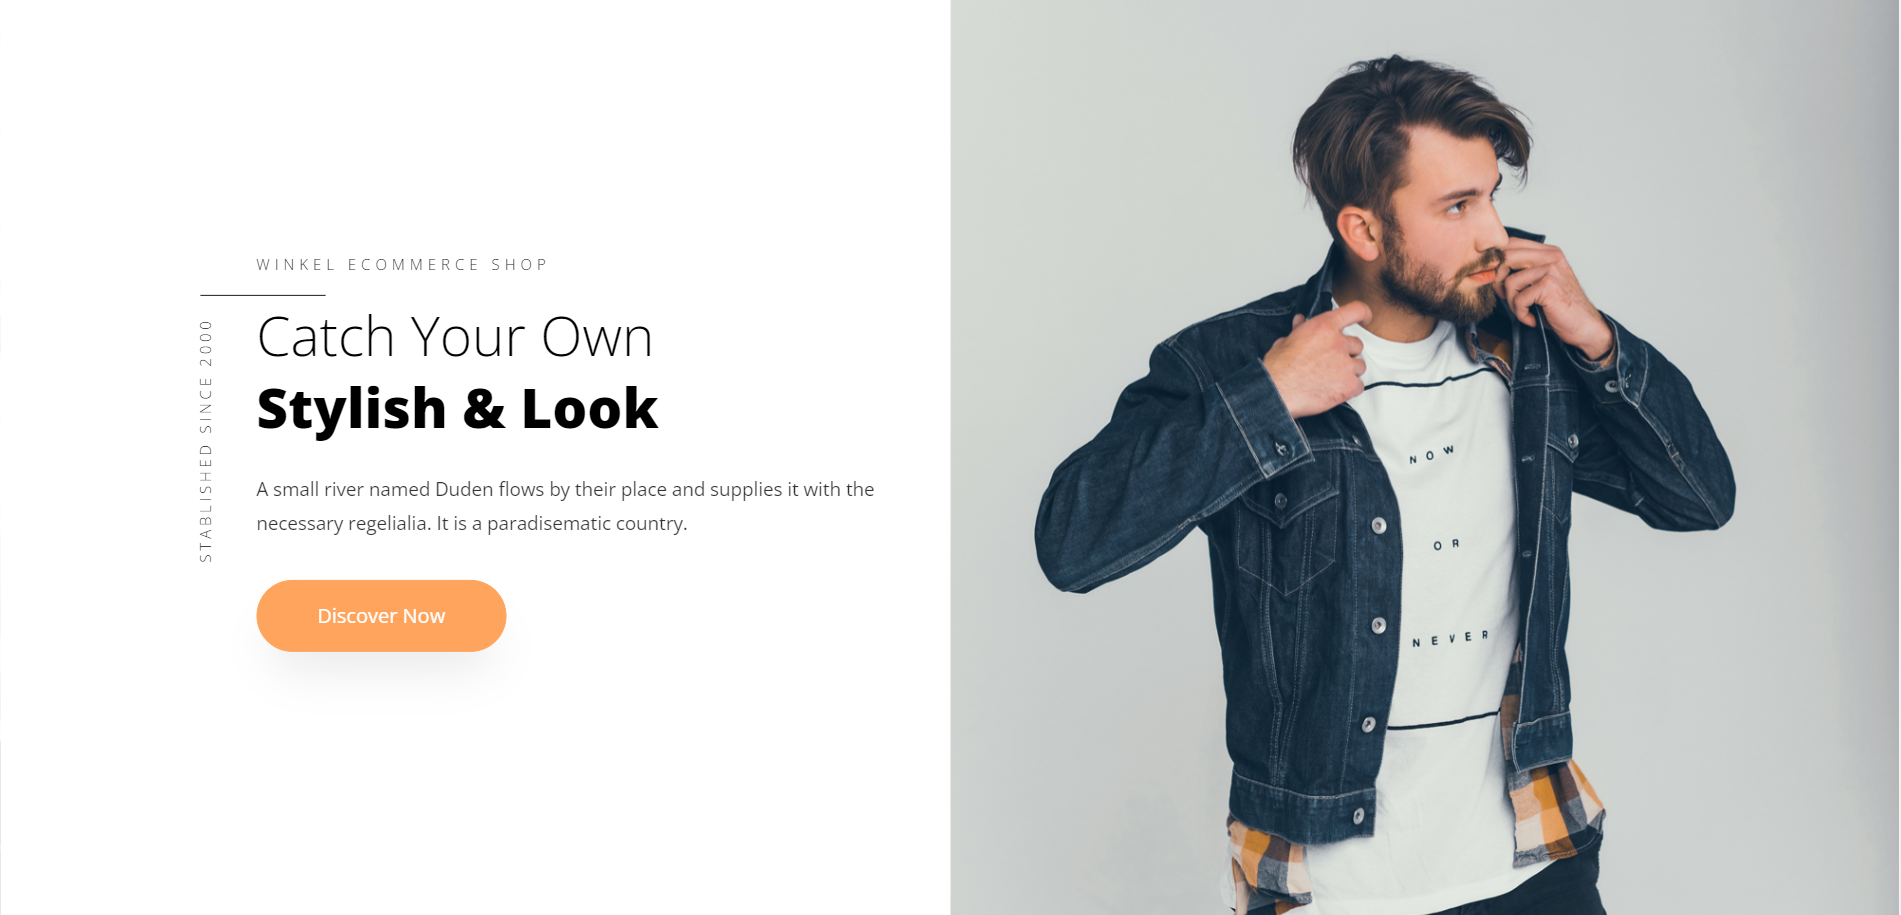 WINKEL ECOMMERCE SHOP
STABLISHED SINCE 2000
Catch Your Own
Stylish & Look
A small river named Duden flows by their place and supplies it with the
necessary regelialia. It is a paradisematic country.
Discover Now
NOW
OR
NEVER